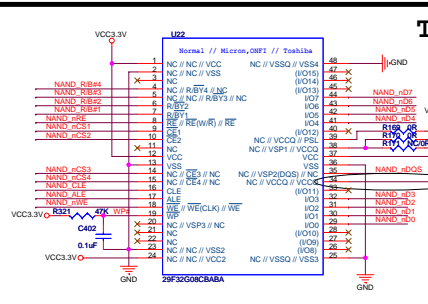 T
VCC3.3V
U22
Normal // Micron,ONFI // Toshiba
1 NC // NC // VCC NC // VSSQ // VSS4 48 GND
2 NC // NC // VSS (I/O15) 47
3 NC (I/O14) 46
NAND_R/B#4 4 NC // R/BY4 // NC (I/O13) 45
NAND_R/B#3 5 NC // NC // R/BY3 // NC I/O7 44 NAND_nD7
NAND_R/B#2 6 R/BY2 I/O6 43 NAND_nD6
NAND_R/B#1 7 R/BY1 I/O5 42 NAND_nD5
NAND_nRE 8 RE // RE(W/R) // RE I/O4 41 NAND_nD4
NAND_nCS1 9 CE1 (I/O12) 40
NAND_nCS2 10 CE2 NC // VCCQ // PSL 39 0R
11 NC NC // VSP1 // VCCQ 38 NC/0R
12 VCC VCC 37
13 VSS VSS 36
NAND_nCS3 14 NC // CE3 // NC NC // VSP2(DQS) // NC 35 NAND_nDQS
NAND_nCS4 15 NC // CE4 // NC NC // VCCQ // VCC 34
NAND_CLE 16 CLE (I/O11) 33
NAND_ALE 17 ALE I/O3 32 NAND_nD3
NAND_nWE 18 WE // WE(CLK) // WE I/O2 31 NAND_nD2
VCC3.3V R321 47K WP# 19 WP I/O1 30 NAND_nD1
20 NC // VSP3 // NC I/O0 29 NAND_nD0
C402 21 NC (I/O10) 28
22 NC (I/O9) 27
0.1uF 23 NC // NC // VSS2 (I/O8) 26
VCC3.3V 24 NC // NC // VCC2 NC // VSSQ // VSS3 25
GND 29F32G08CBABA GND